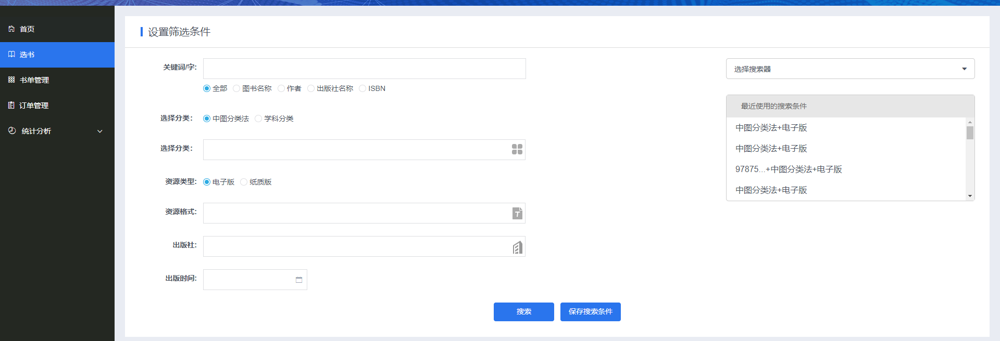 首页
选书
书单管理
订单管理
统计分析
设置筛选条件
关键词/字:
全部 图书名称 作者 出版社名称 ISBN
选择分类:
中图分类法 学科分类
选择分类:
资源类型:
电子版 纸质版
资源格式:
T
出版社:
出版时间:
搜索 保存搜索条件
选择搜索器
最近使用的搜索条件
中图分类法+电子版
中图分类法+电子版
97875...+中图分类法+电子版
中图分类法+电子版